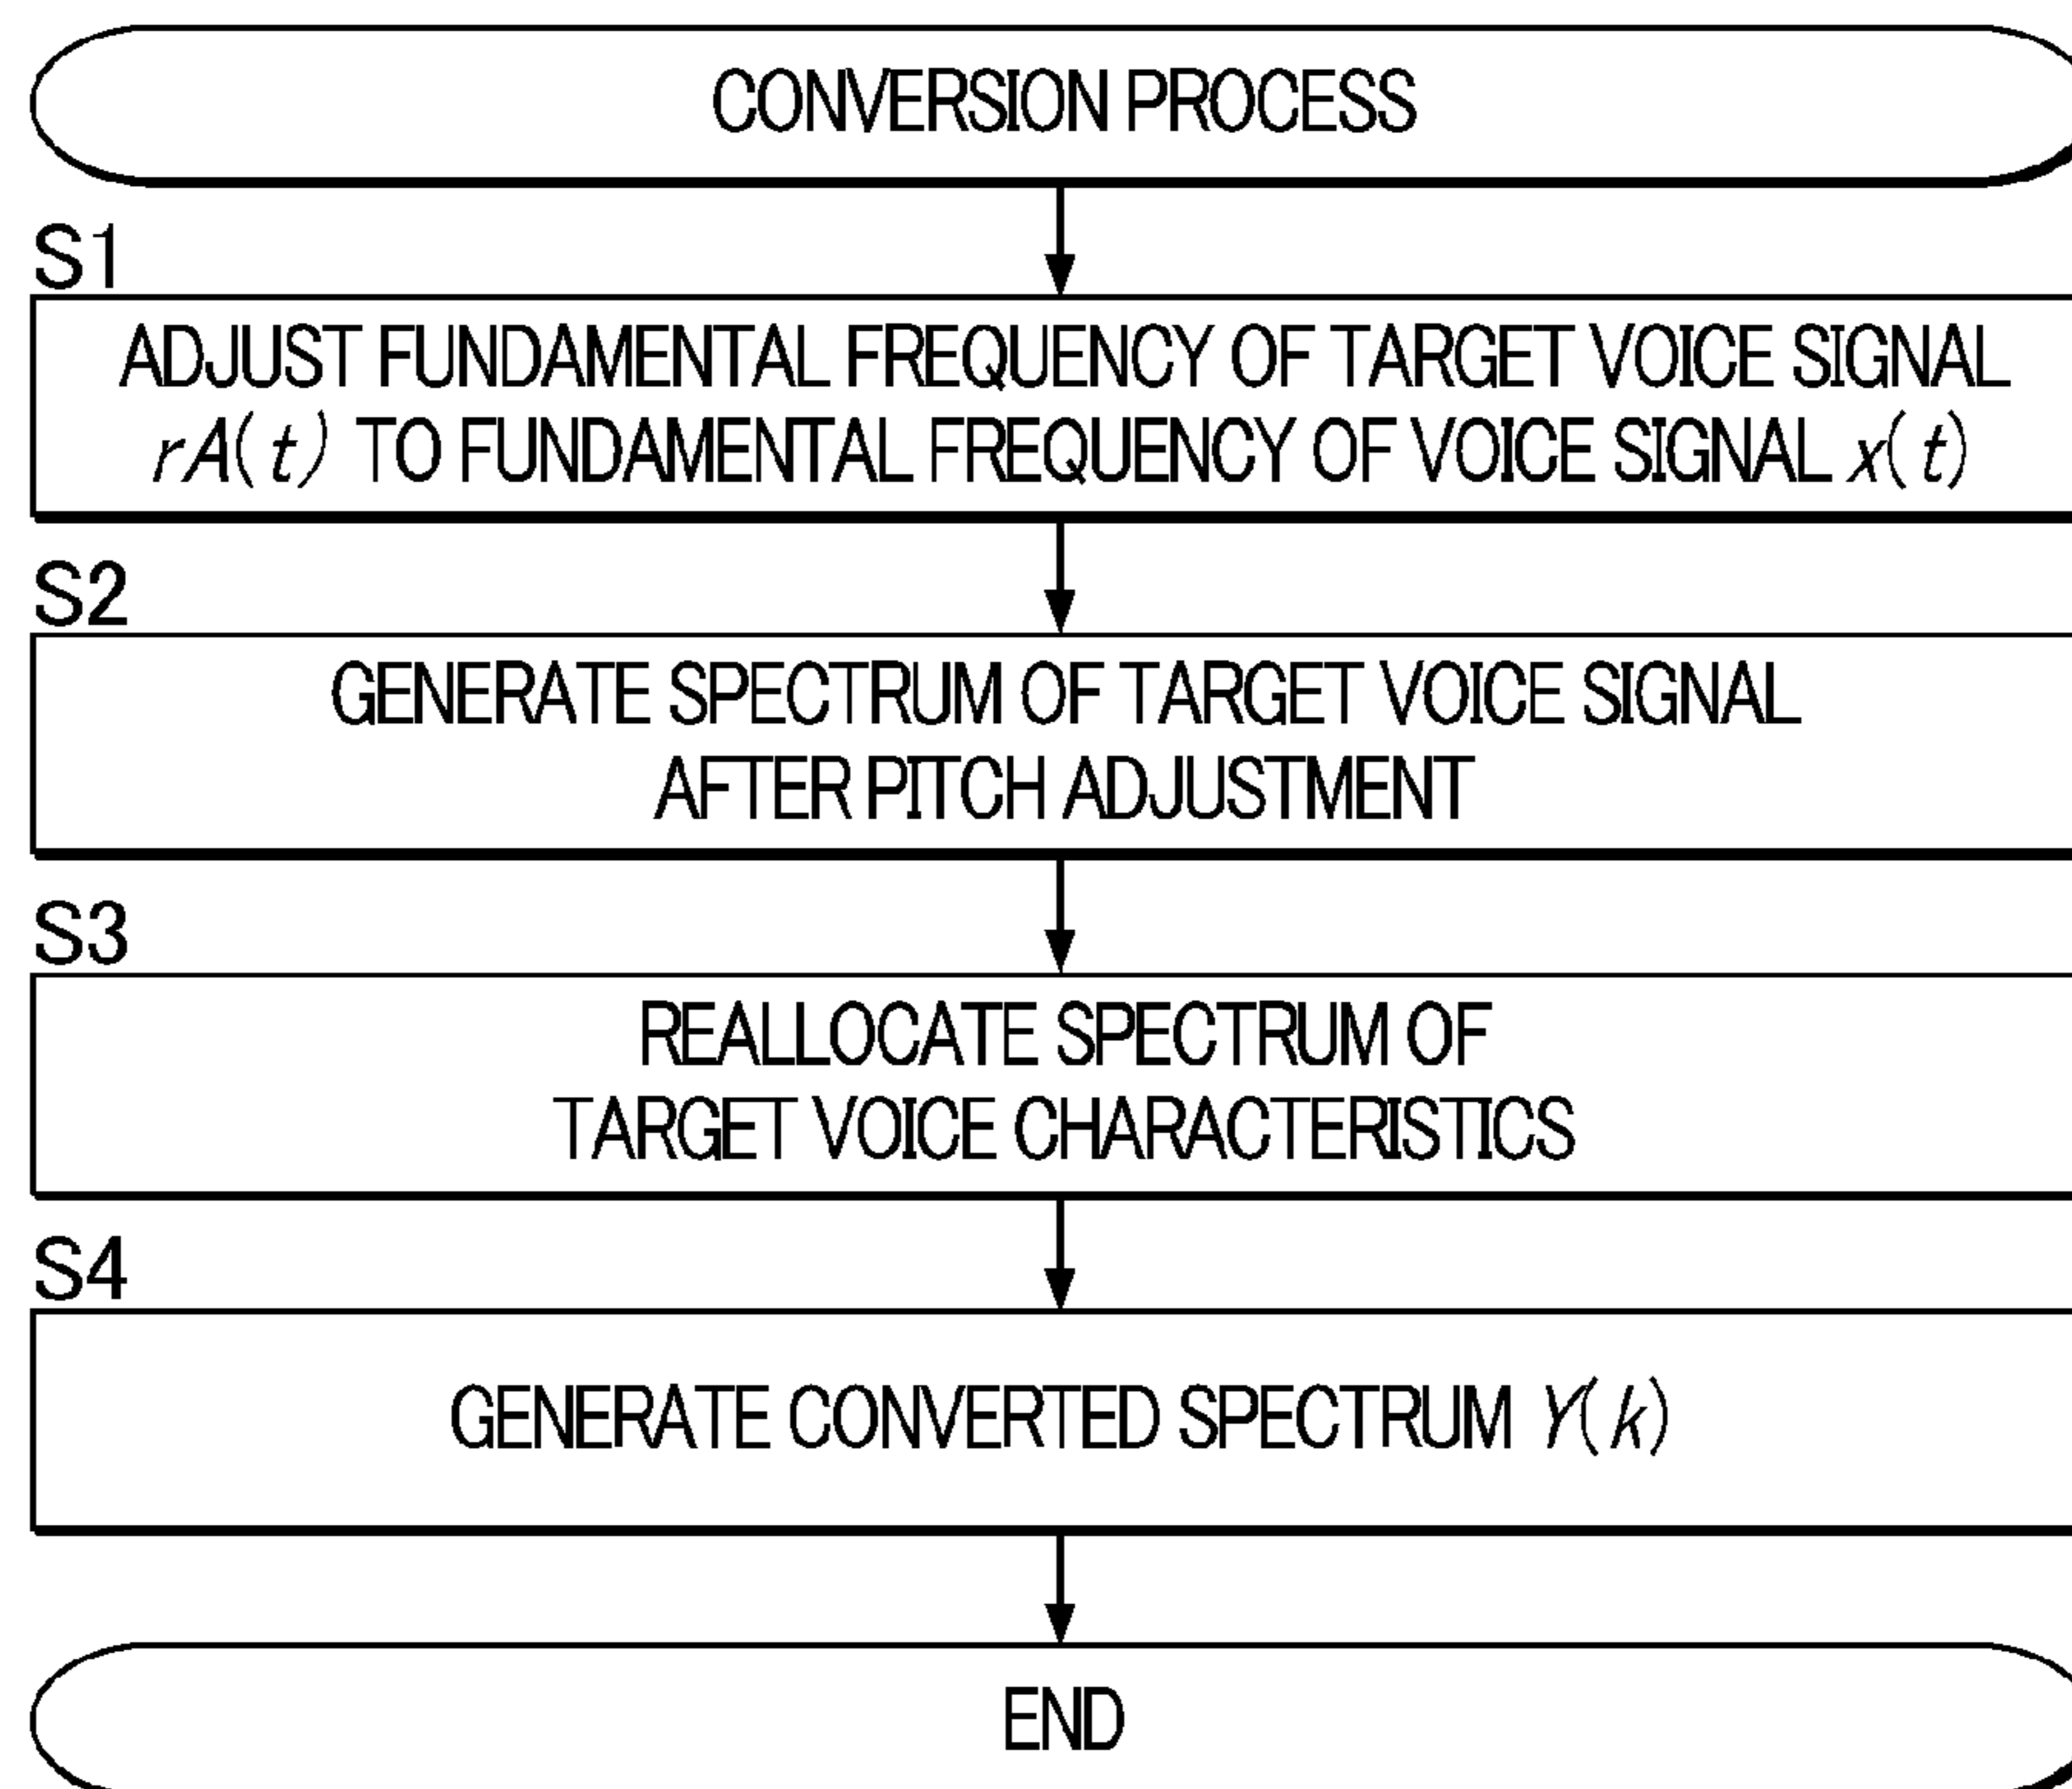 CONVERSION PROCESS
S1
ADJUST FUNDAMENTAL FREQUENCY OF TARGET VOICE SIGNAL
rA(t) TO FUNDAMENTAL FREQUENCY OF VOICE SIGNAL x(t)
S2
GENERATE SPECTRUM OF TARGET VOICE SIGNAL
AFTER PITCH ADJUSTMENT
S3
REALLOCATE SPECTRUM OF
TARGET VOICE CHARACTERISTICS
S4
GENERATE CONVERTED SPECTRUM Y(k)
END